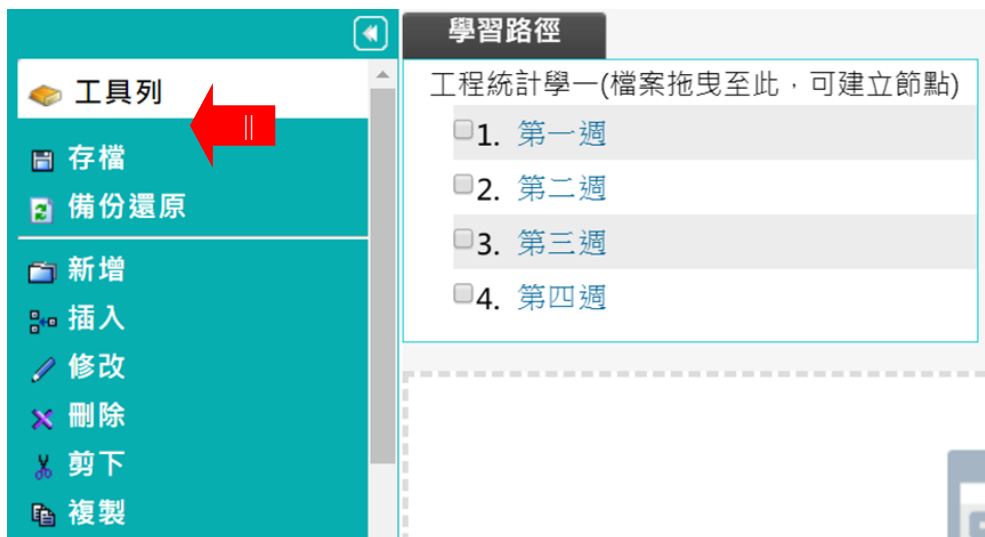 工具列
存檔
備份還原
新增
插入
修改
刪除
剪下
複製
學習路徑
工程統計學一(檔案拖曳至此，可建立節點)
1. 第一週
2. 第二週
3. 第三週
4. 第四週